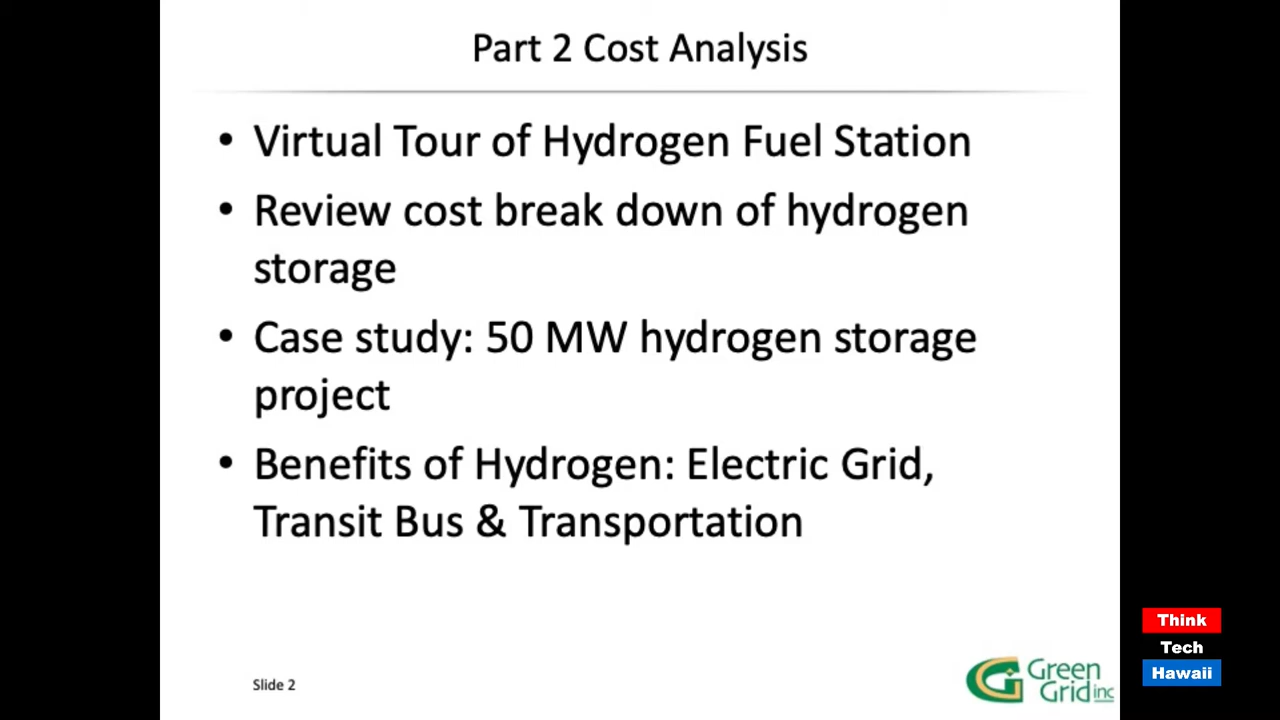 Part 2 Cost Analysis
• Virtual Tour of Hydrogen Fuel Station
• Review cost break down of hydrogen
storage
• Case study: 50 MW hydrogen storage
project
• Benefits of Hydrogen: Electric Grid,
Transit Bus & Transportation
Slide 2
Green
Grid inc
Think
Tech
Hawaii